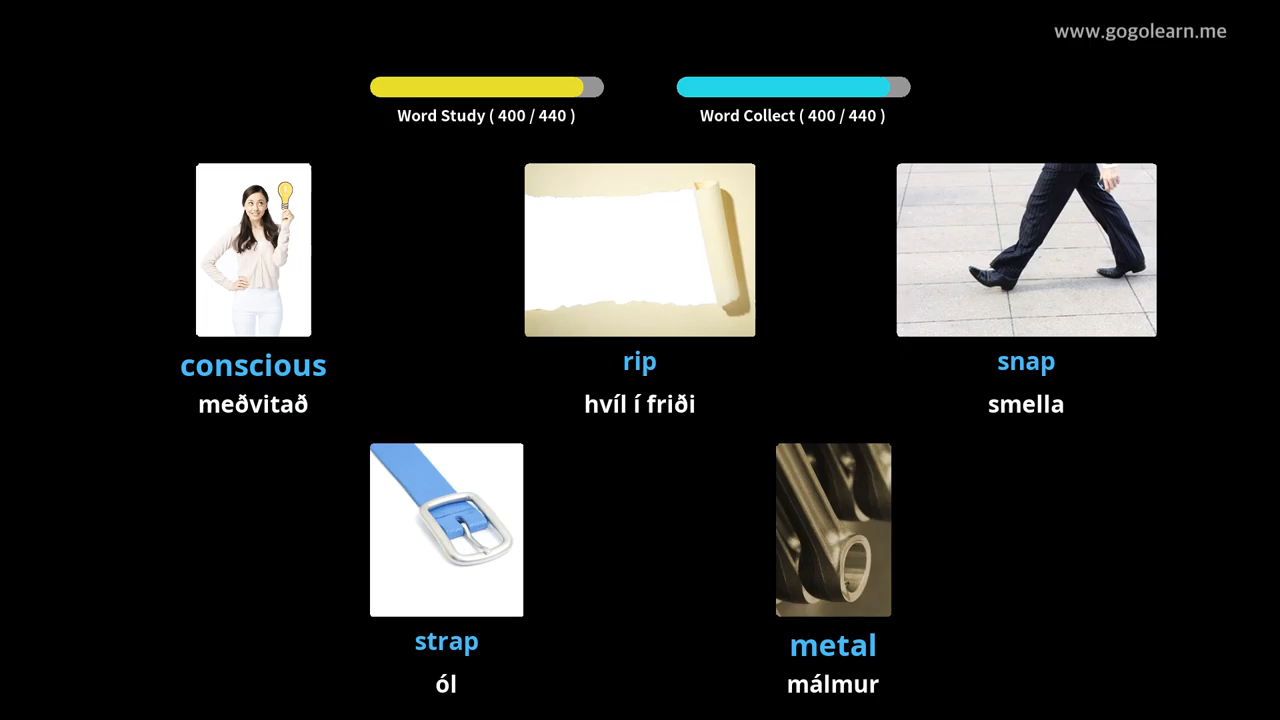 www.gogolearn.me
Word Study ( 400 / 440 )
Word Collect ( 400 / 440 )
conscious
meðvitað
rip
hvíl í friði
snap
smella
strap
ól
metal
málmur